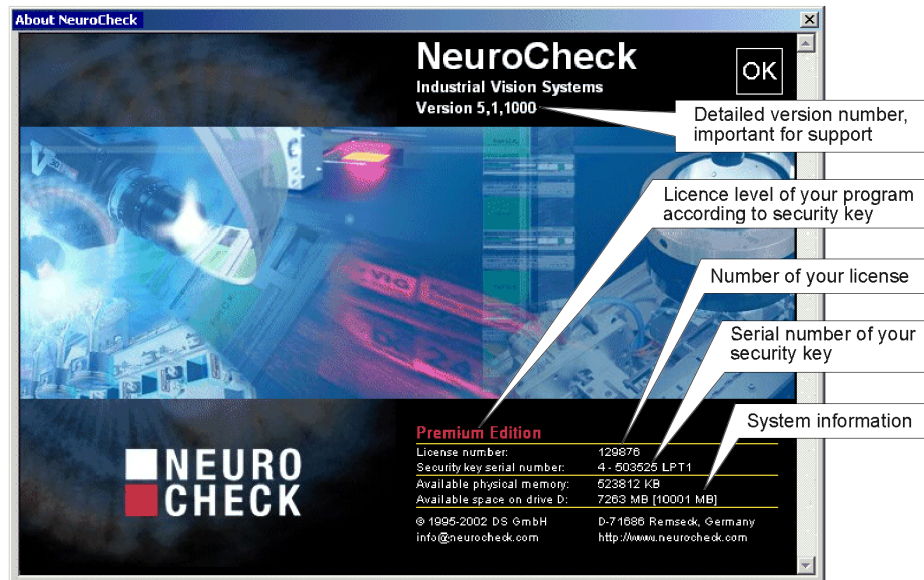 About NeuroCheck
NeuroCheck
Industrial Vision Systems
Version 5,1,1000
OK
Detailed version number,
important for support
Licence level of your program
according to security key
Number of your license
Serial number of your
security key
System information
Premium Edition
License number: 129876
Security key serial number: 4 - 503525 LPT1
Available physical memory: 523812 KB
Available space on drive D: 7263 MB [10001 MB]
NEURO
CHECK
© 1995-2002 DS GmbH D-71686 Remseck, Germany
info@neurocheck.com http://www.neurocheck.com